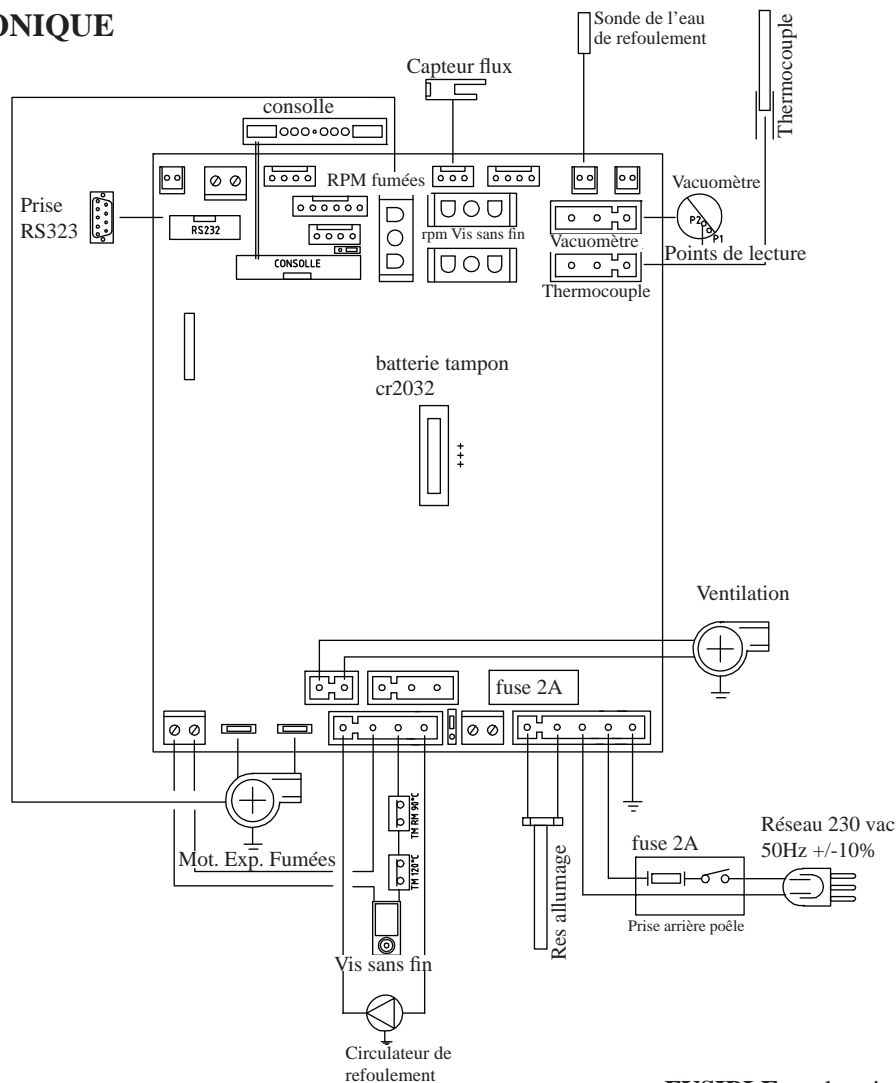 ONIQUE
Sonde de l'eau
de refoulement
Thermocouple
Capteur flux
consolle
RPM fumées
Vacuomètre
Prise
RS323
RS232
rpm Vis sans fin
Vacuomètre
P2
P1
Points de lecture
CONSOLLE
Thermocouple
batterie tampon
cr2032
+++
Ventilation
fuse 2A
TM RM 90°C
Mot. Exp. Fumées
TM 120°C
Vis sans fin
Res allumage
fuse 2A
Réseau 230 vac
50Hz +/-10%
Prise arrière poêle
Circulateur de
refoulement